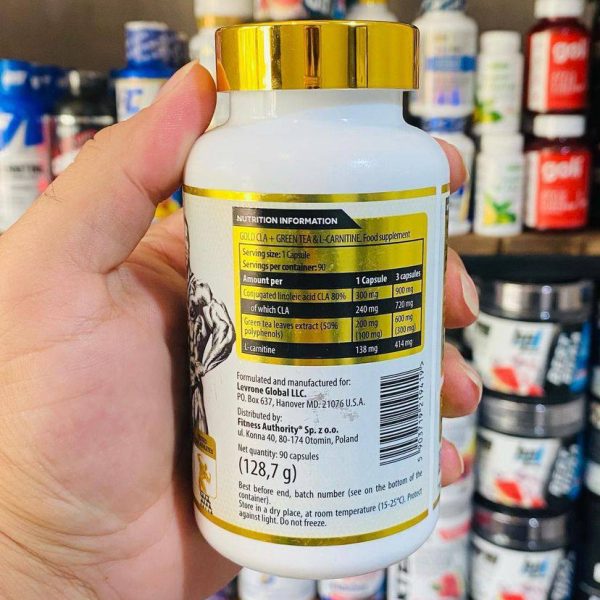 NUTRITION INFORMATION
GOLD CLA + GREEN TEA & L-CARNITINE. Food supplement
Serving size: 1 Capsule
Servings per container: 90
Amount per 1 Capsule 3 capsules
Conjugated linoleic acid CLA 80% 300 mg 900 mg
of which CLA 240 mg 720 mg
Green tea leaves extract (50% 200 mg 600 mg
polyphenols) (100 mg) (300 mg)
L-carnitine 138 mg 414 mg
Formulated and manufactured for:
Levrone Global LLC.
PO. Box 637, Hanover MD. 21076 U.S.A.
Distributed by:
Fitness Authority® Sp. z o.o.
ul. Konna 40, 80-174 Otomin, Poland
Net quantity: 90 capsules
(128,7 g)
Best before end, batch number (see on the bottom of the
container).
Store in a dry place, at room temperature (15-25°C). Protect
against light. Do not freeze.
goli
goli
bpi
bpi